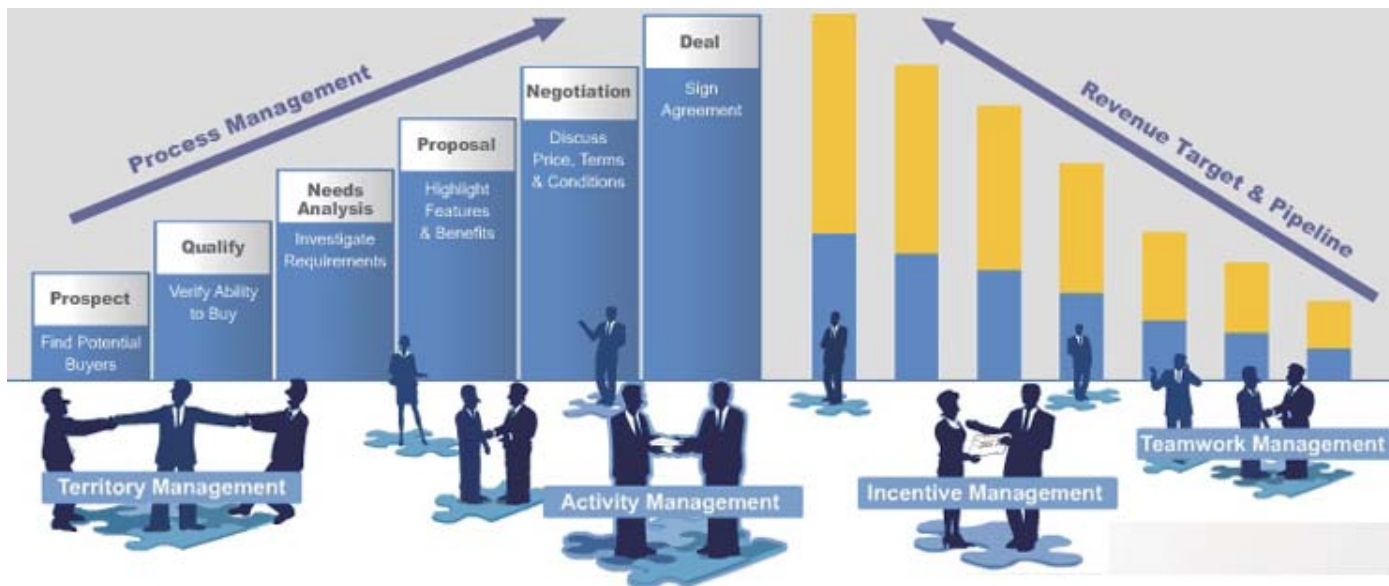 Process Management
Prospect
Find Potential
Buyers
Qualify
Verify Ability
to Buy
Needs
Analysis
Investigate
Requirements
Proposal
Highlight
Features
& Benefits
Negotiation
Discuss
Price, Terms
& Conditions
Deal
Sign
Agreement
Revenue Target & Pipeline
Territory Management
Activity Management
Incentive Management
Teamwork Management